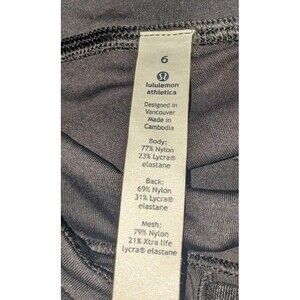 6
lululemon
athletica
Designed in
Vancouver
Made in
Cambodia
Body:
77% Nylon
23% Lycra®
elastane
Back:
69% Nylon
31% Lycra®
elastane
Mesh:
79% Nylon
21% Xtra life
lycra® elastane